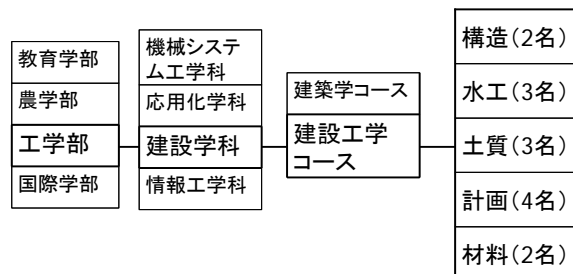 教育学部
農学部
工学部
国際学部
機械システ
ム工学科
応用化学科
建設学科
情報工学科
建築学コース
建設工学
コース
構造(2名)
水工(3名)
土質(3名)
計画(4名)
材料(2名)